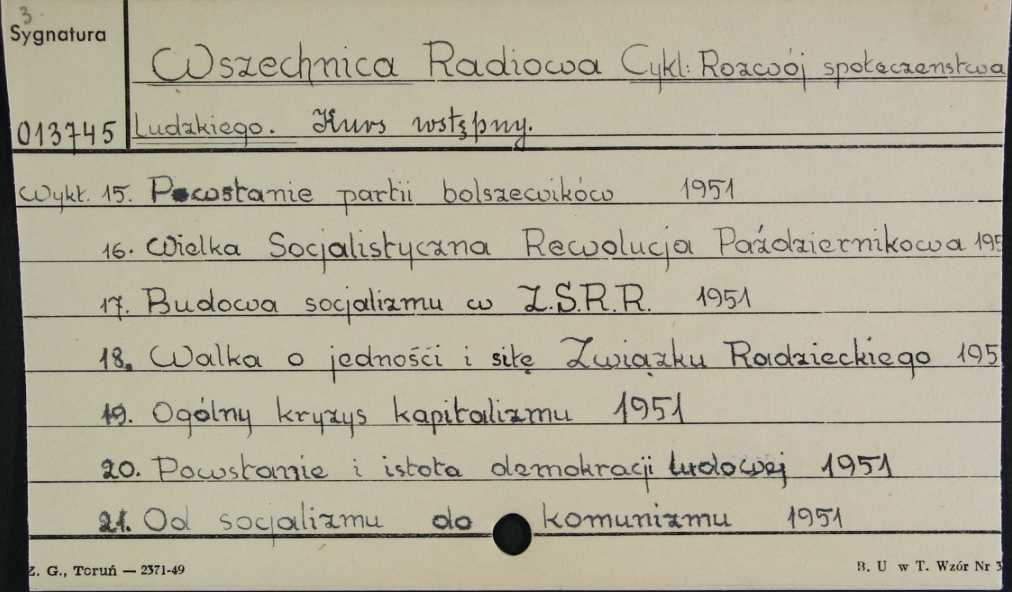 3
Sygnatura
Wszechnica Radiowa Cykl: Rozwój społeczeństwa
013745 Ludzkiego. Kurs wstępny.
Wykł. 15. Powstanie partii bolszewików 1951
16. Wielka Socjalistyczna Rewolucja Październikowa 195
17. Budowa socjalizmu w Z.S.R.R. 1951
18. Walka o jedności i siłę Związku Radzieckiego 195
19. Ogólny kryzys kapitalizmu 1951
20. Powstanie i istota demokracji ludowej 1951
21. Od socjalizmu do komunizmu 1951
Z. G., Toruń — 2371-49 B. U w T. Wzór Nr 3